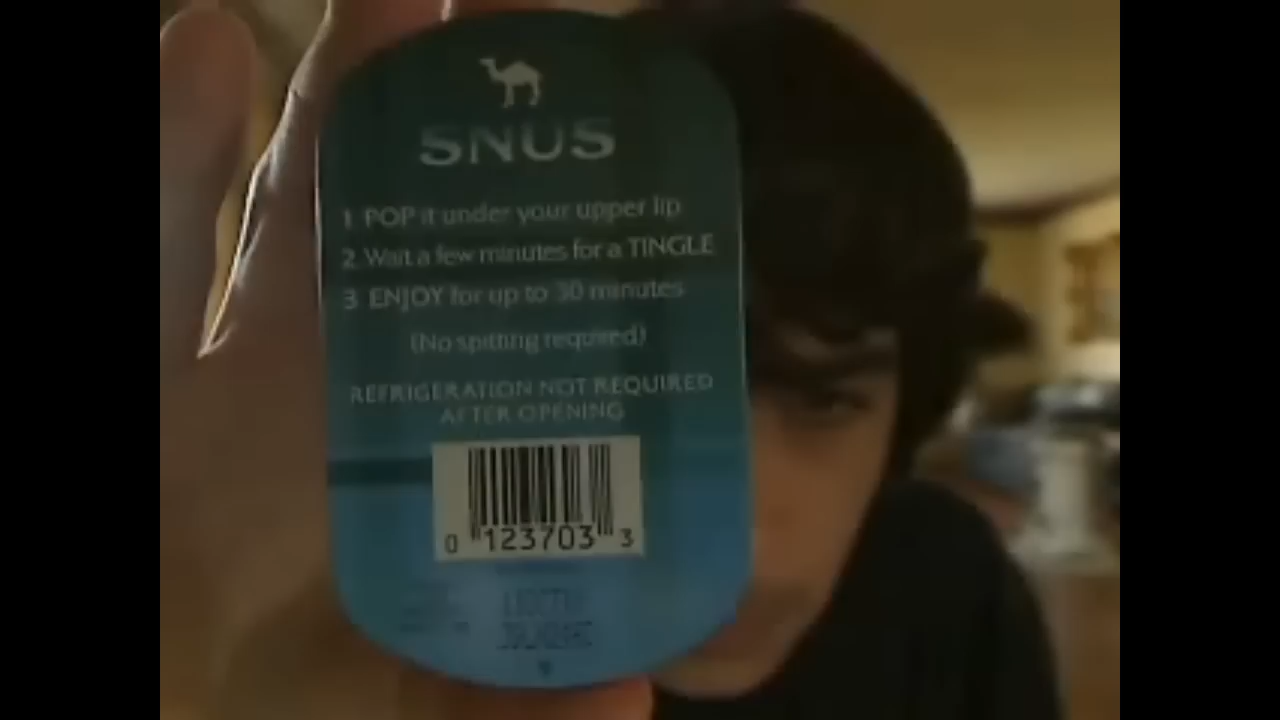 SNUS
1 POP it under your upper lip
2 Wait a few minutes for a TINGLE
3 ENJOY for up to 30 minutes
(No spitting required)
REFRIGERATION NOT REQUIRED
AFTER OPENING
0 123703 3